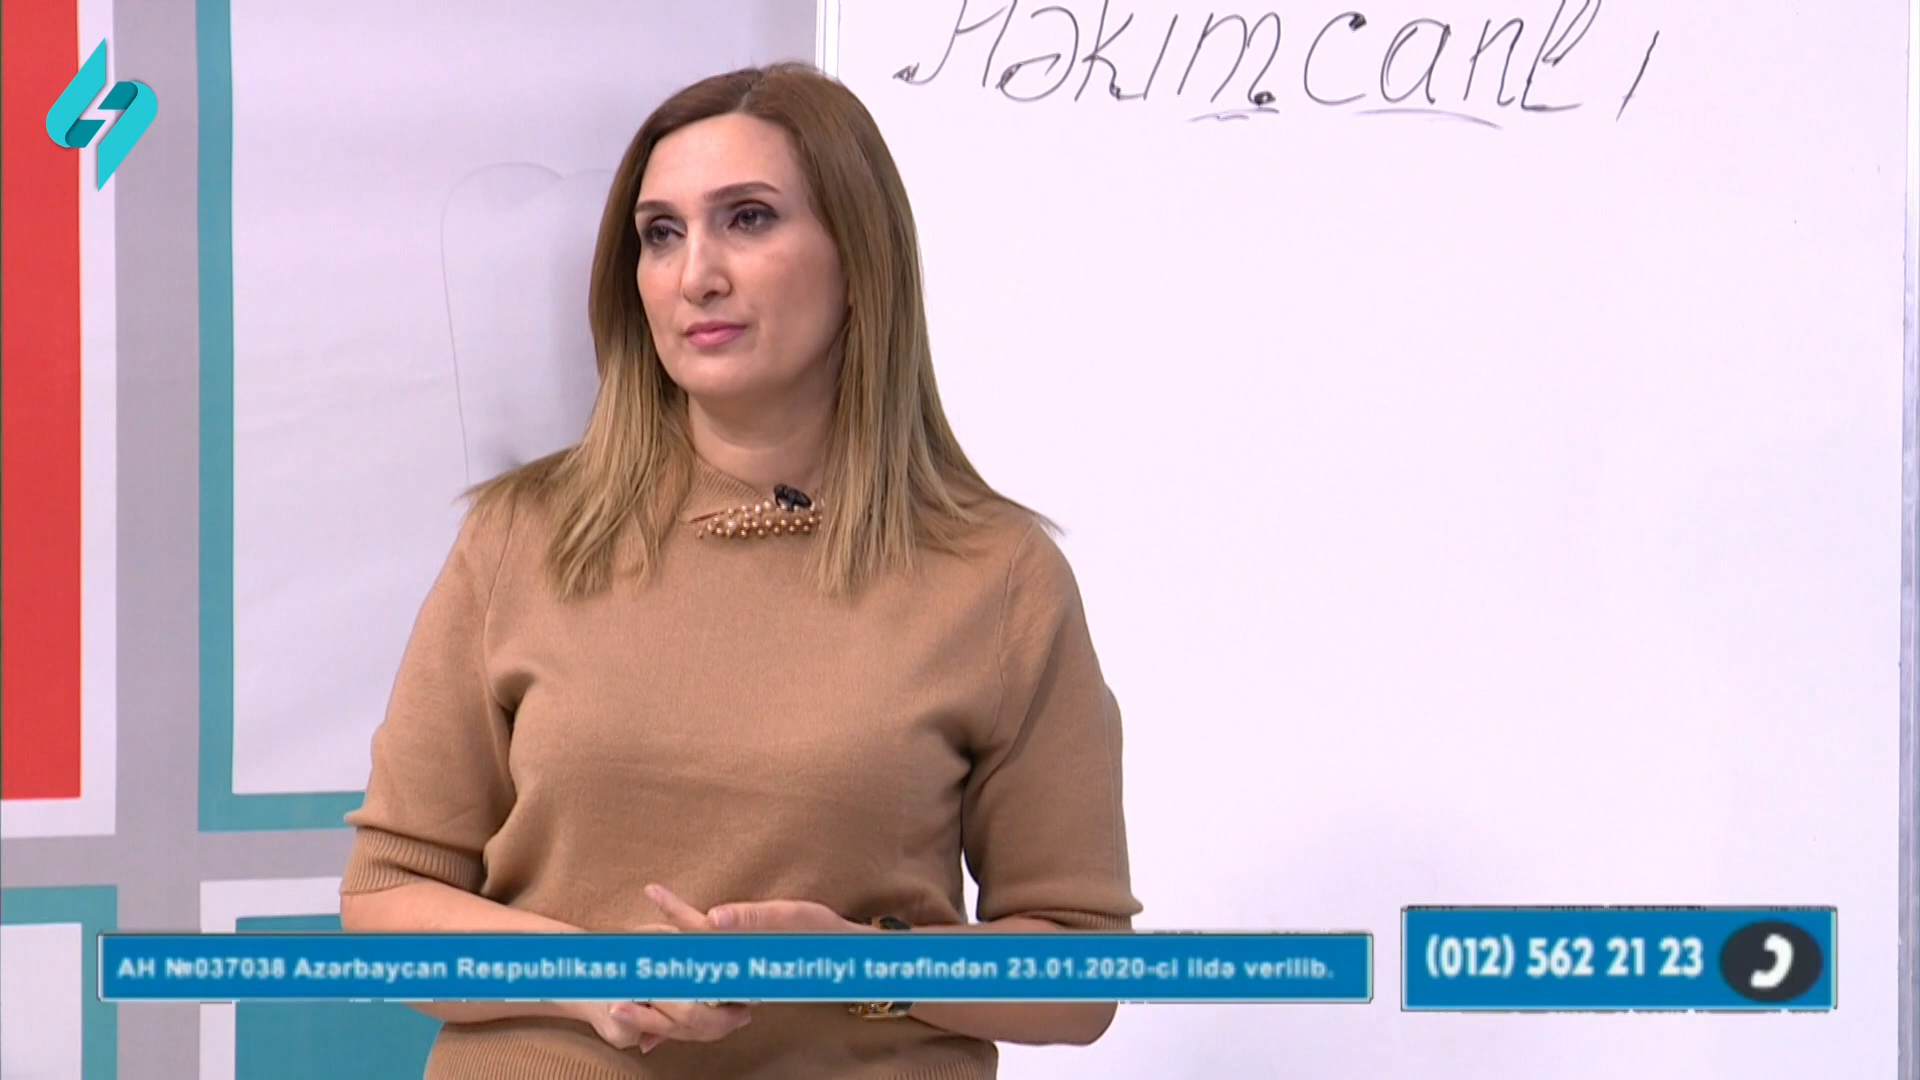 Həkimcanlı
AH №037038 Azərbaycan Respublikası Səhiyyə Nazirliyi tərəfindən 23.01.2020-ci ildə verilib.
(012) 562 21 23